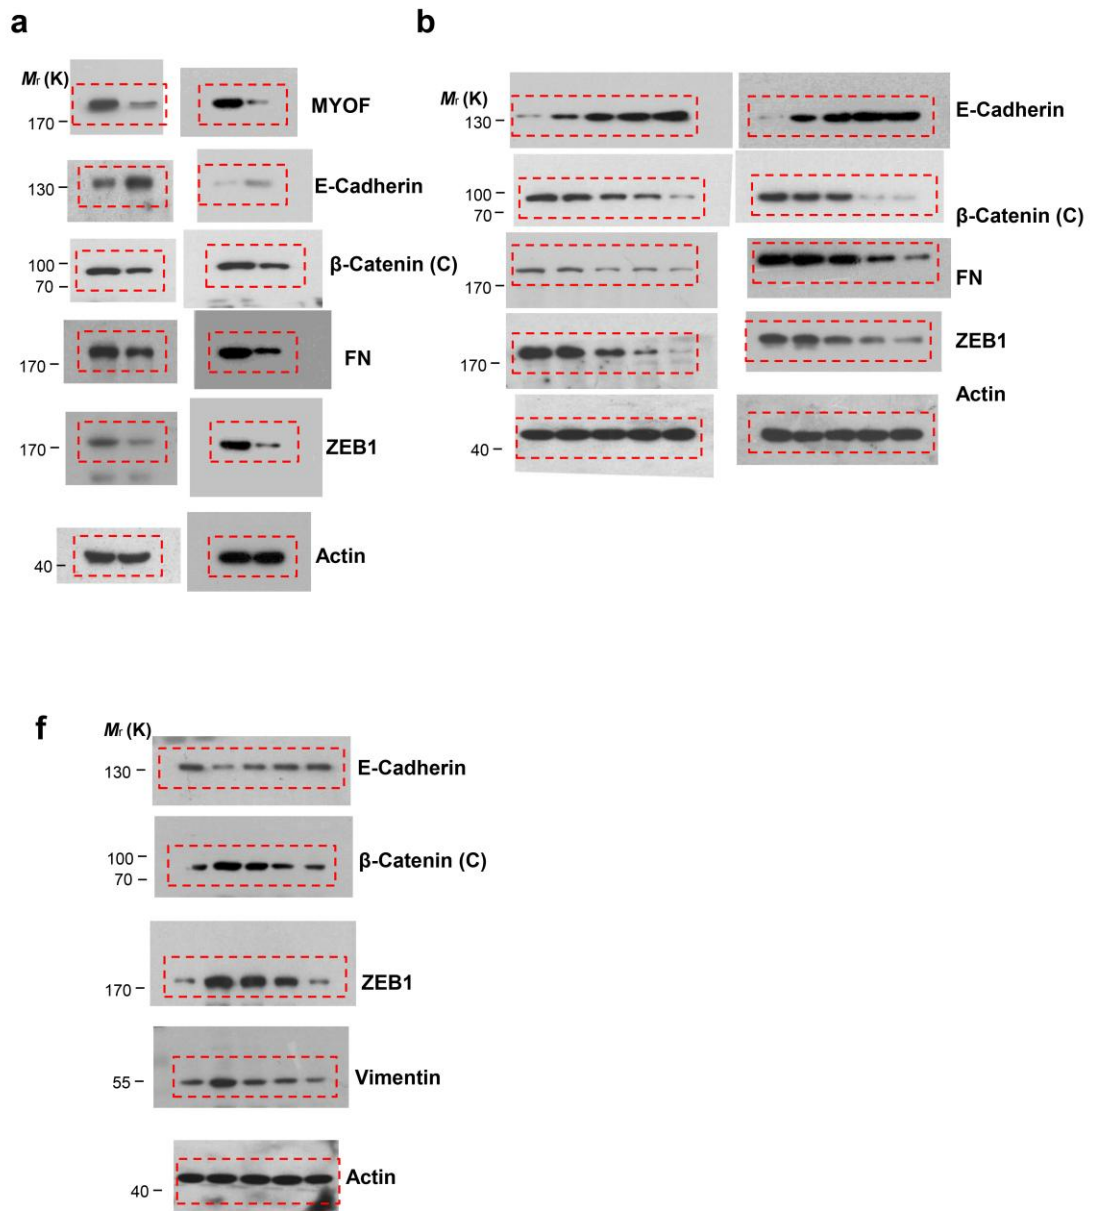 a
Mr (K)
170
MYOF
130
E-Cadherin
100
70
β-Catenin (C)
170
FN
170
ZEB1
40
Actin
b
Mr (K)
130
E-Cadherin
100
70
β-Catenin (C)
170
FN
170
ZEB1
Actin
40
f
Mr (K)
130
E-Cadherin
100
70
β-Catenin (C)
170
ZEB1
55
Vimentin
40
Actin